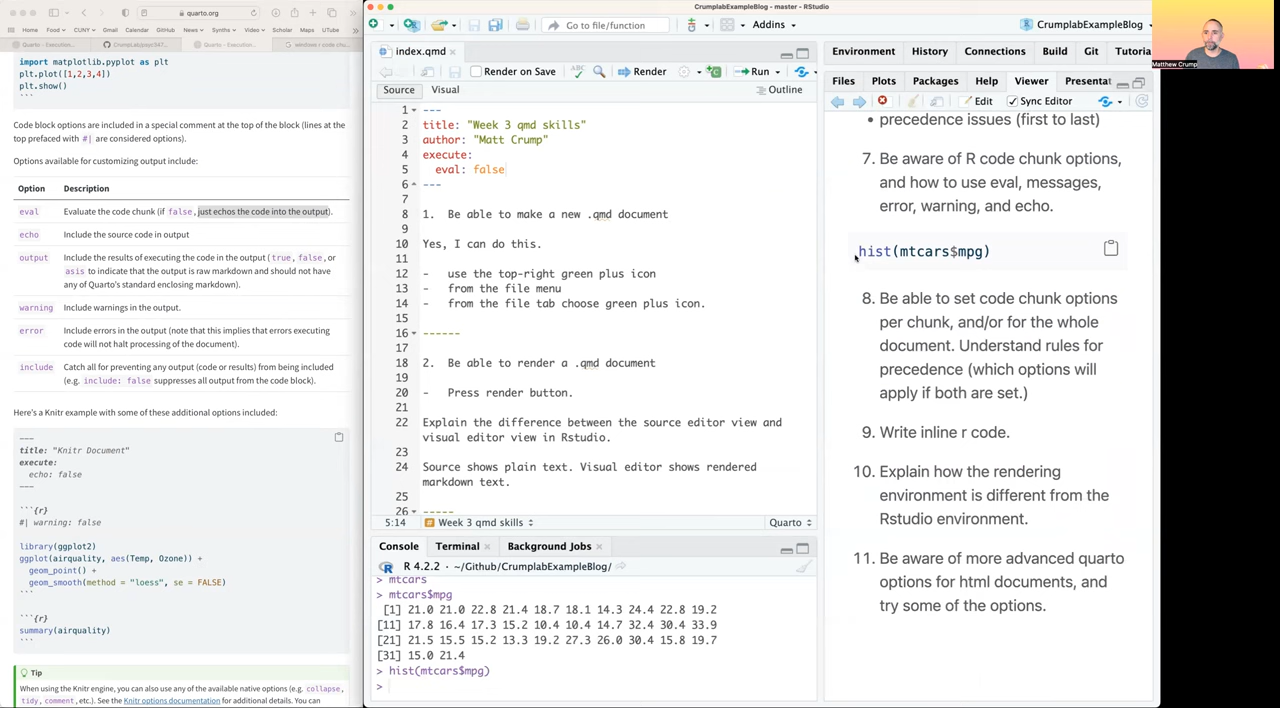 index.qmd - master - RStudio
quarto.org
Home Food CUNY Gmail Calendar GitHub News Synths Video Scholar Maps UTube
Quarto - Execution...
CrumpLab/psyc347...
Quarto - Execution...
Go to file/function
Addins
CrumplabExampleBlog
Matthew Crump
import matplotlib.pyplot as plt
plt.plot([1,2,3,4])
plt.show()
```
Code block options are included in a special comment at the top of the block (lines at the
top prefaced with #| are considered options).
Options available for customizing output include:
Option Description
eval Evaluate the code chunk (if false, just echos the code into the output).
echo Include the source code in output
output Include the results of executing the code in the output (true, false, or
asis to indicate that the output is raw markdown and should not have
any of Quarto's standard enclosing markdown).
warning Include warnings in the output.
error Include errors in the output (note that this implies that errors executing
code will not halt processing of the document).
include Catch all for preventing any output (code or results) from being included
(e.g. include: false suppresses all output from the code block).
Here's a Knitr example with some of these additional options included:
---
title: "Knitr Document"
execute:
echo: false
---
```{r}
#| warning: false
library(ggplot2)
ggplot(airquality, aes(Temp, Ozone)) +
geom_point() +
geom_smooth(method = "loess", se = FALSE)
```
```{r}
summary(airquality)
```
Tip
When using the Knitr engine, you can also use any of the available native options (e.g. collapse,
tidy, comment, etc.). See the Knitr options documentation for additional details. You can
index.qmd
Render on Save Render Run
Source Visual Outline
1 ---
2 title: "Week 3 qmd skills"
3 author: "Matt Crump"
4 execute:
5 eval: false
6 ---
7
8 1. Be able to make a new .qmd document
9
10 Yes, I can do this.
11
12 - use the top-right green plus icon
13 - from the file menu
14 - from the file tab choose green plus icon.
15
16 ------
17
18 2. Be able to render a .qmd document
19
20 - Press render button.
21
22 Explain the difference between the source editor view and
visual editor view in Rstudio.
23
24 Source shows plain text. Visual editor shows rendered
markdown text.
25
26 -----
5:14 Week 3 qmd skills Quarto
Console Terminal Background Jobs
R 4.2.2 · ~/Github/CrumplabExampleBlog/
> mtcars
> mtcars$mpg
[1] 21.0 21.0 22.8 21.4 18.7 18.1 14.3 24.4 22.8 19.2
[11] 17.8 16.4 17.3 15.2 10.4 10.4 14.7 32.4 30.4 33.9
[21] 21.5 15.5 15.2 13.3 19.2 27.3 26.0 30.4 15.8 19.7
[31] 15.0 21.4
> hist(mtcars$mpg)
>
Environment History Connections Build Git Tutoria
Files Plots Packages Help Viewer Presentat
Edit Sync Editor
• precedence issues (first to last)
7. Be aware of R code chunk options,
and how to use eval, messages,
error, warning, and echo.
hist(mtcars$mpg)
8. Be able to set code chunk options
per chunk, and/or for the whole
document. Understand rules for
precedence (which options will
apply if both are set.)
9. Write inline r code.
10. Explain how the rendering
environment is different from the
Rstudio environment.
11. Be aware of more advanced quarto
options for html documents, and
try some of the options.